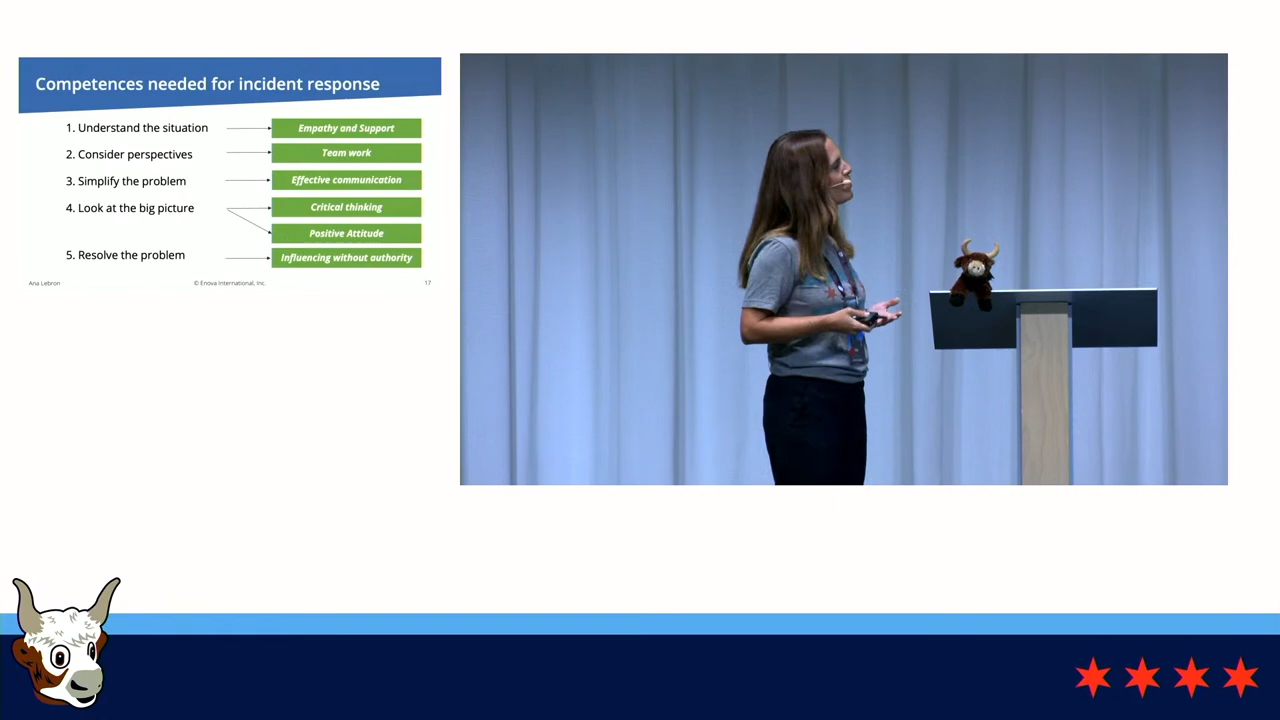 Competences needed for incident response
1. Understand the situation
Empathy and Support
2. Consider perspectives
Team work
3. Simplify the problem
Effective communication
4. Look at the big picture
Critical thinking
Positive Attitude
5. Resolve the problem
Influencing without authority
Ana Lebron
© Enova International, Inc.
17